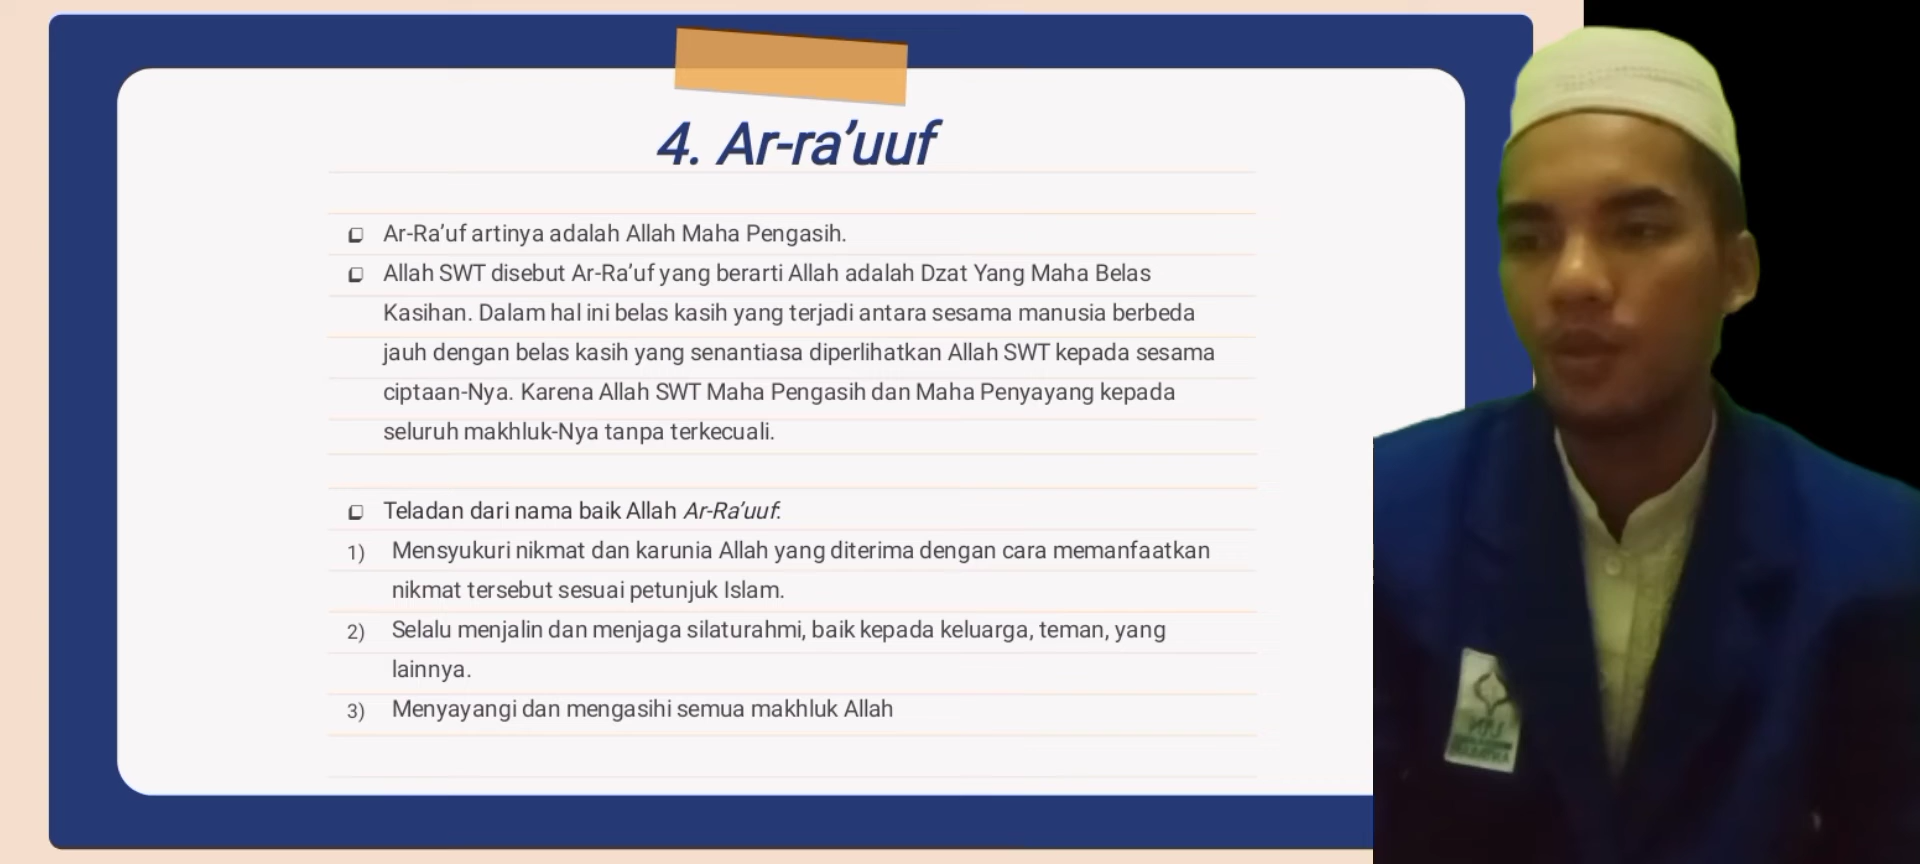 4. Ar-ra’uuf
Ar-Ra’uf artinya adalah Allah Maha Pengasih.
Allah SWT disebut Ar-Ra’uf yang berarti Allah adalah Dzat Yang Maha Belas
Kasihan. Dalam hal ini belas kasih yang terjadi antara sesama manusia berbeda
jauh dengan belas kasih yang senantiasa diperlihatkan Allah SWT kepada sesama
ciptaan-Nya. Karena Allah SWT Maha Pengasih dan Maha Penyayang kepada
seluruh makhluk-Nya tanpa terkecuali.
Teladan dari nama baik Allah Ar-Ra’uuf:
1) Mensyukuri nikmat dan karunia Allah yang diterima dengan cara memanfaatkan
nikmat tersebut sesuai petunjuk Islam.
2) Selalu menjalin dan menjaga silaturahmi, baik kepada keluarga, teman, yang
lainnya.
3) Menyayangi dan mengasihi semua makhluk Allah